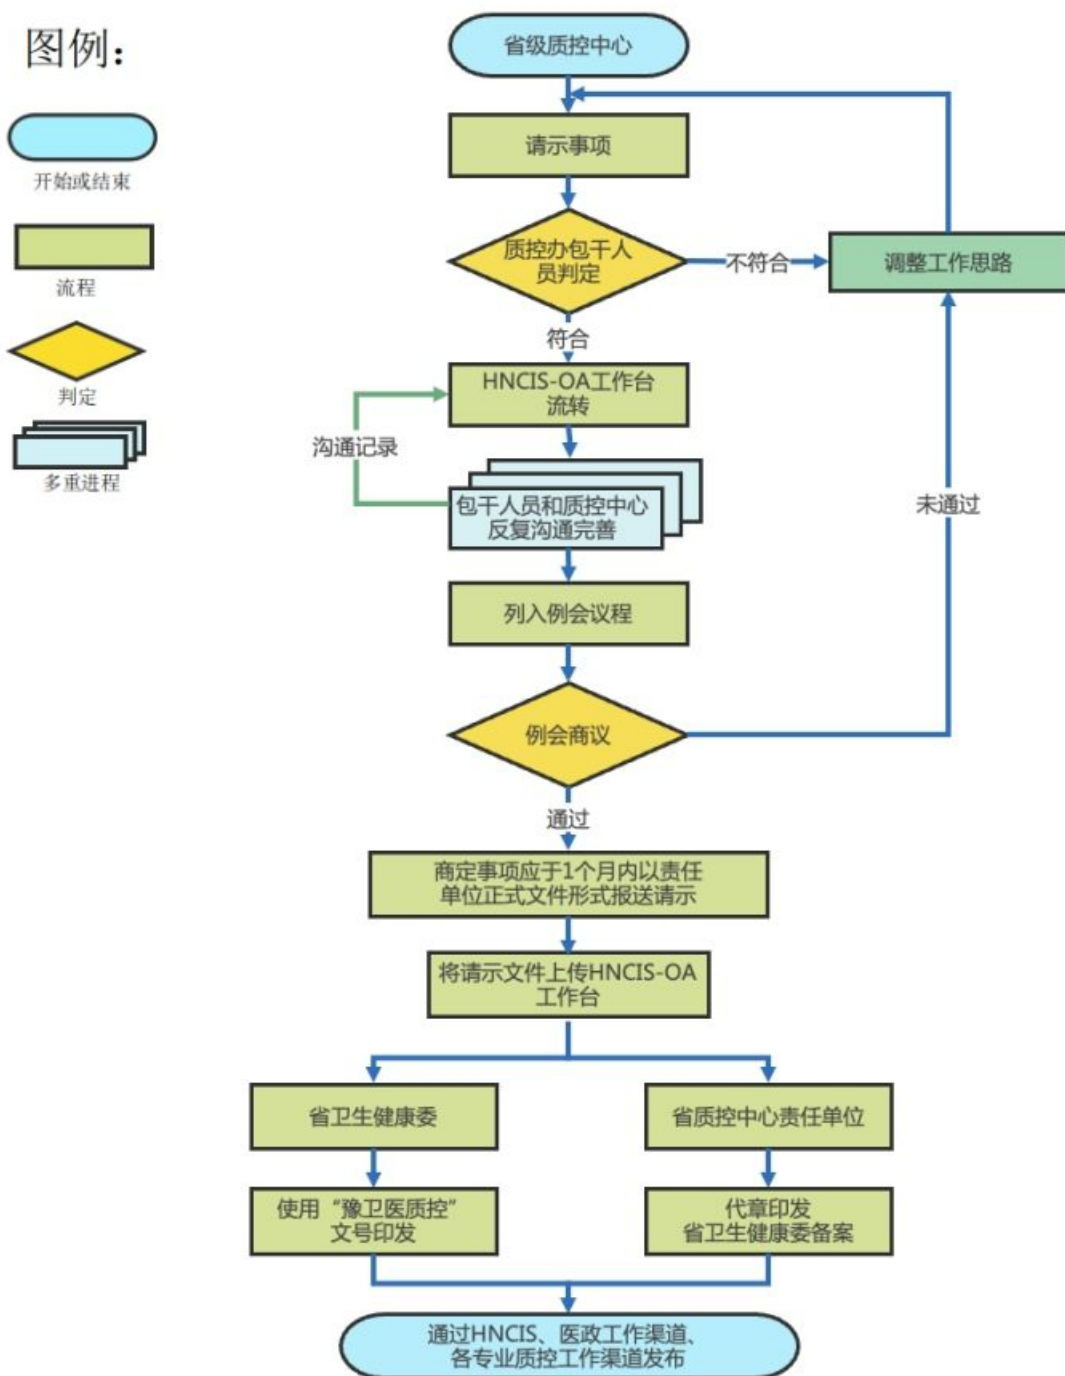 图例：
开始或结束
流程
判定
多重进程
省级质控中心
请示事项
质控办包干人
员判定
不符合
调整工作思路
符合
HNCIS-OA工作台
流转
沟通记录
包干人员和质控中心
反复沟通完善
未通过
列入例会议程
例会商议
通过
商定事项应于1个月内以责任
单位正式文件形式报送请示
将请示文件上传HNCIS-OA
工作台
省卫生健康委
省质控中心责任单位
使用“豫卫医质控”
文号印发
代章印发
省卫生健康委备案
通过HNCIS、医政工作渠道、
各专业质控工作渠道发布